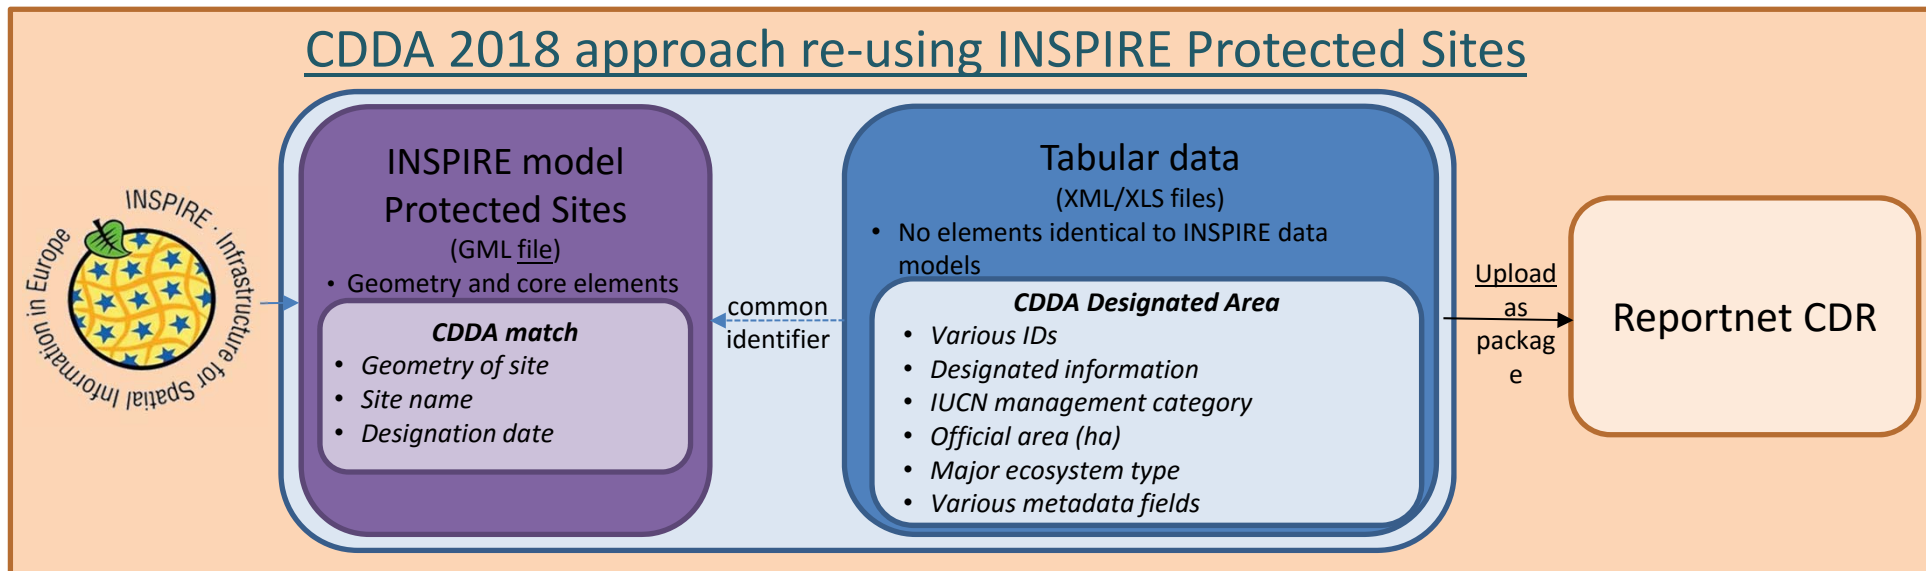 CDDA 2018 approach re-using INSPIRE Protected Sites
INSPIRE · Infrastructure for Spatial Information in Europe
INSPIRE model
Protected Sites
(GML file)
• Geometry and core elements
CDDA match
• Geometry of site
• Site name
• Designation date
common
identifier
Tabular data
(XML/XLS files)
• No elements identical to INSPIRE data
models
CDDA Designated Area
• Various IDs
• Designated information
• IUCN management category
• Official area (ha)
• Major ecosystem type
• Various metadata fields
Upload
as
packag
e
Reportnet CDR